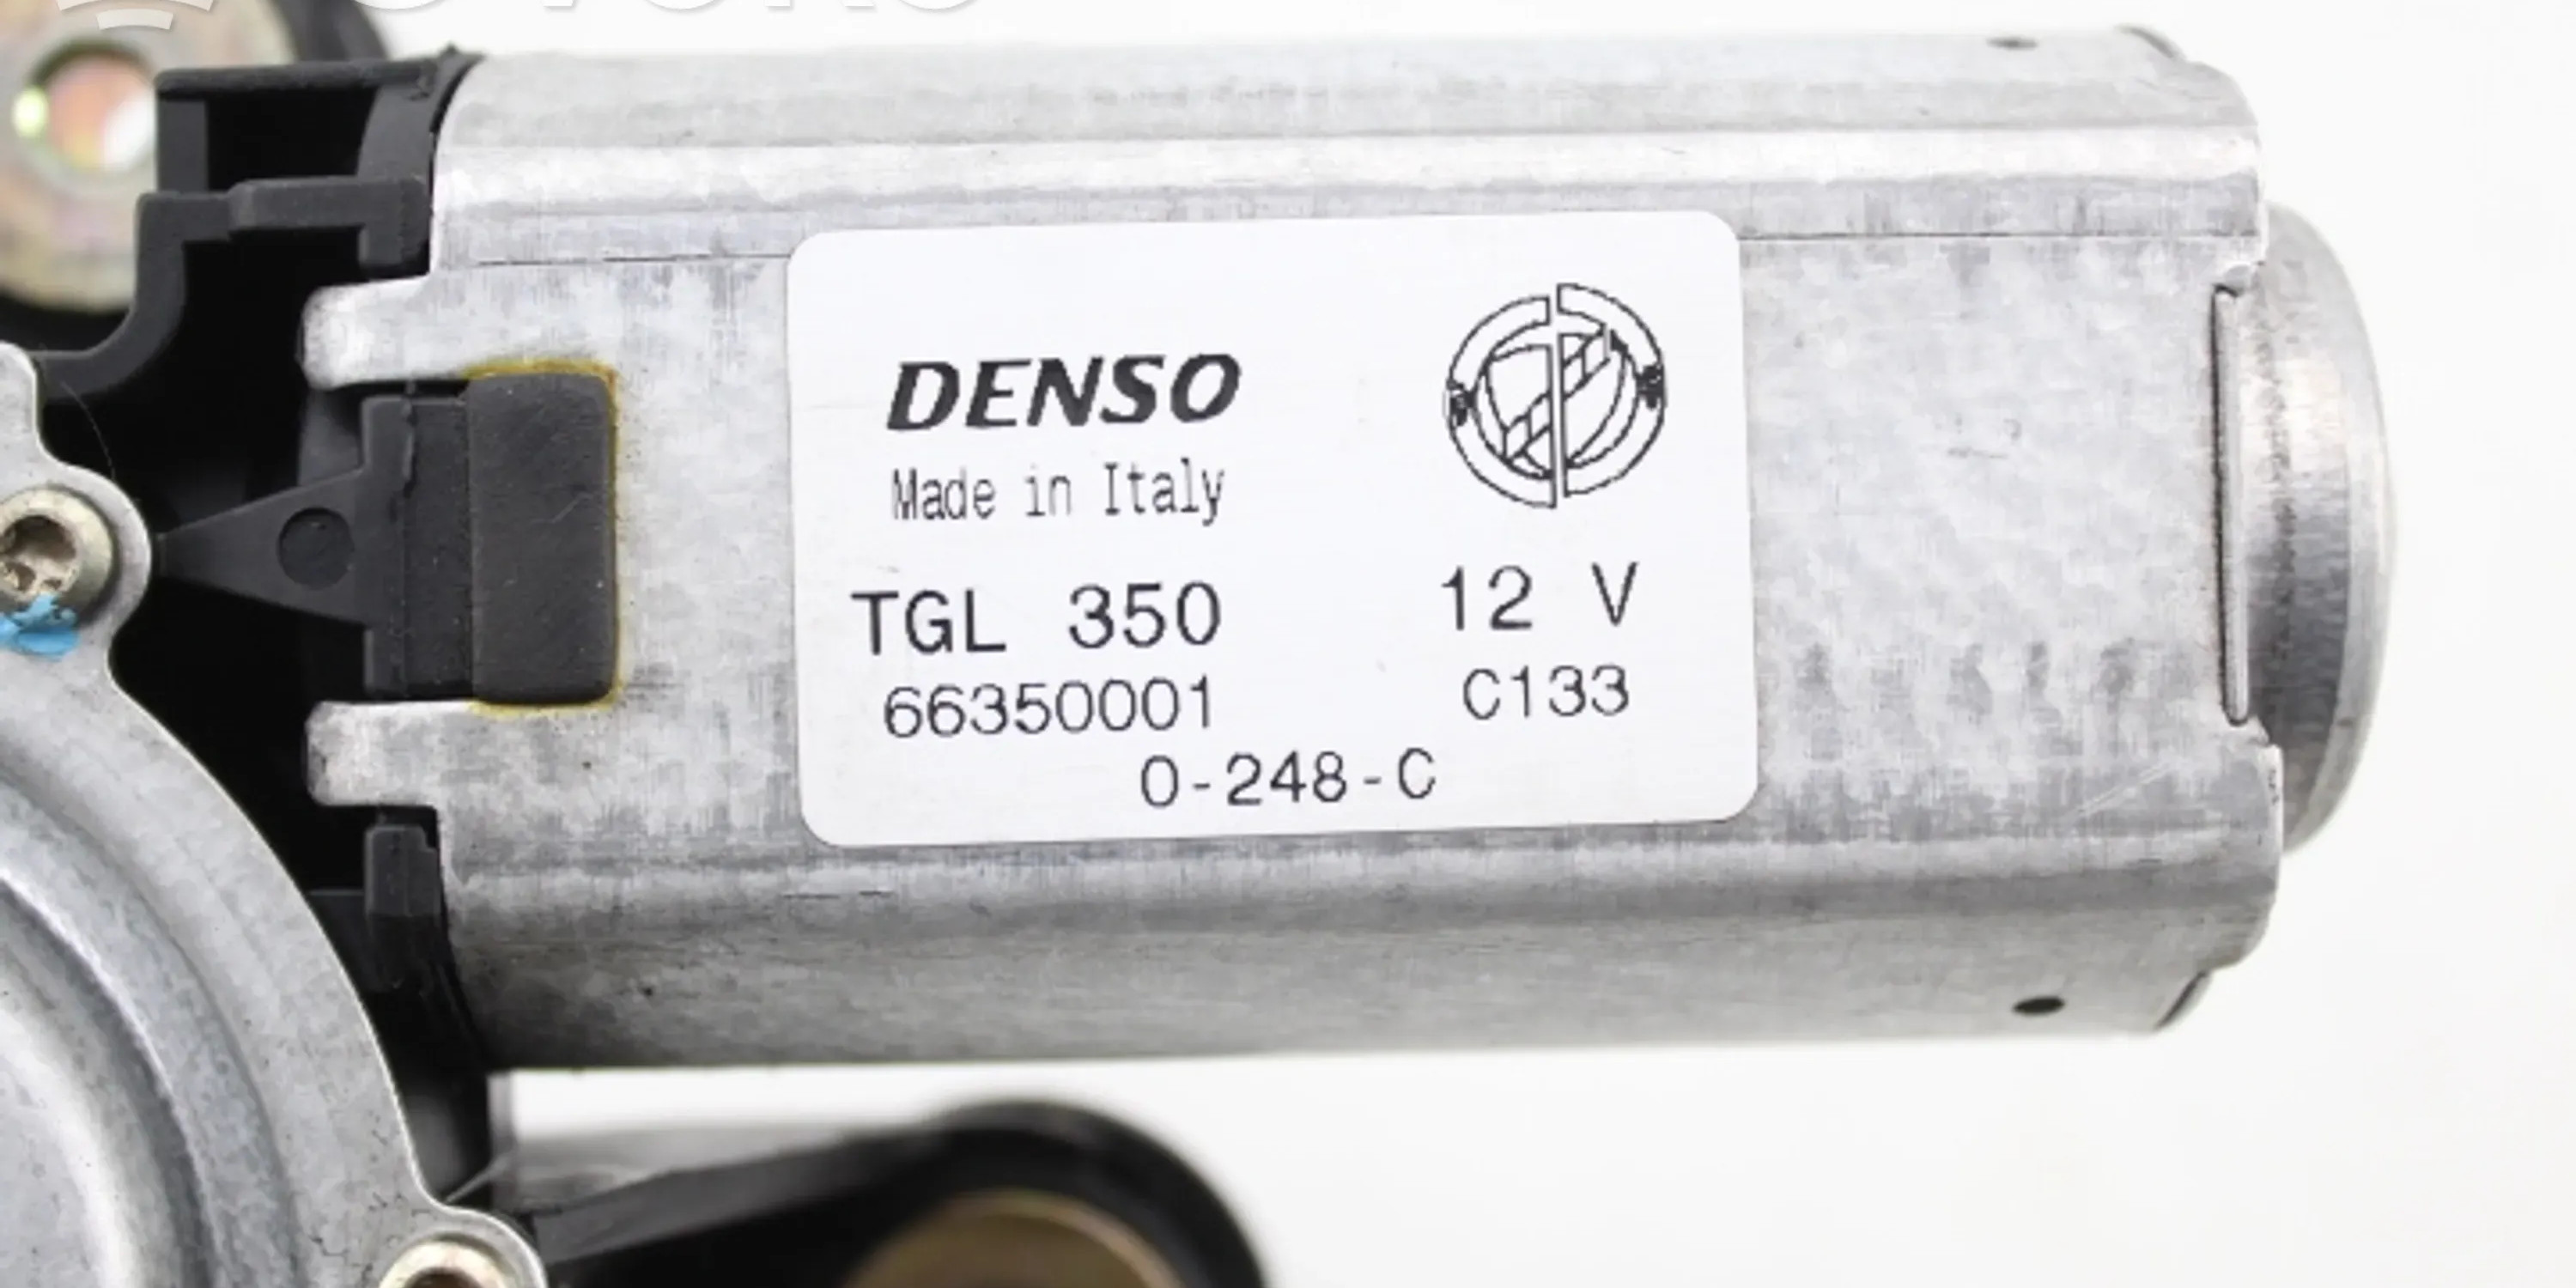 DENSO
Made in Italy
TGL 350 12 V
66350001 C133
0-248-C